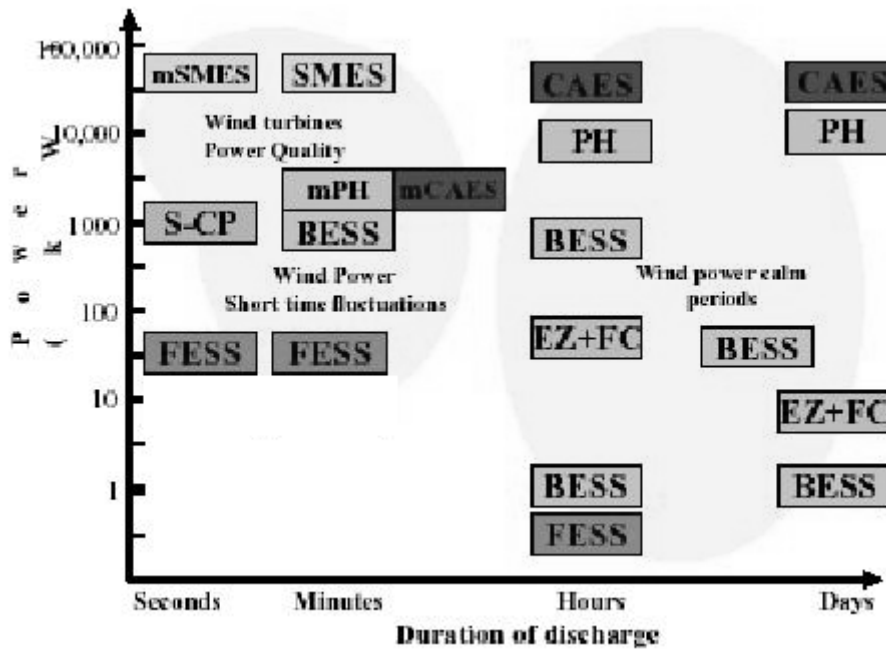 100,000
mSMES SMES CAES CAES
10,000
Wind turbines
Power Quality
PH PH
mPH mCAES
1000
S-CP BESS BESS
Wind Power
Short time fluctuations
Wind power calm
periods
100
FESS FESS EZ+FC BESS
10
EZ+FC
1
BESS BESS
FESS
Power
( kW
Seconds Minutes Hours Days
Duration of discharge